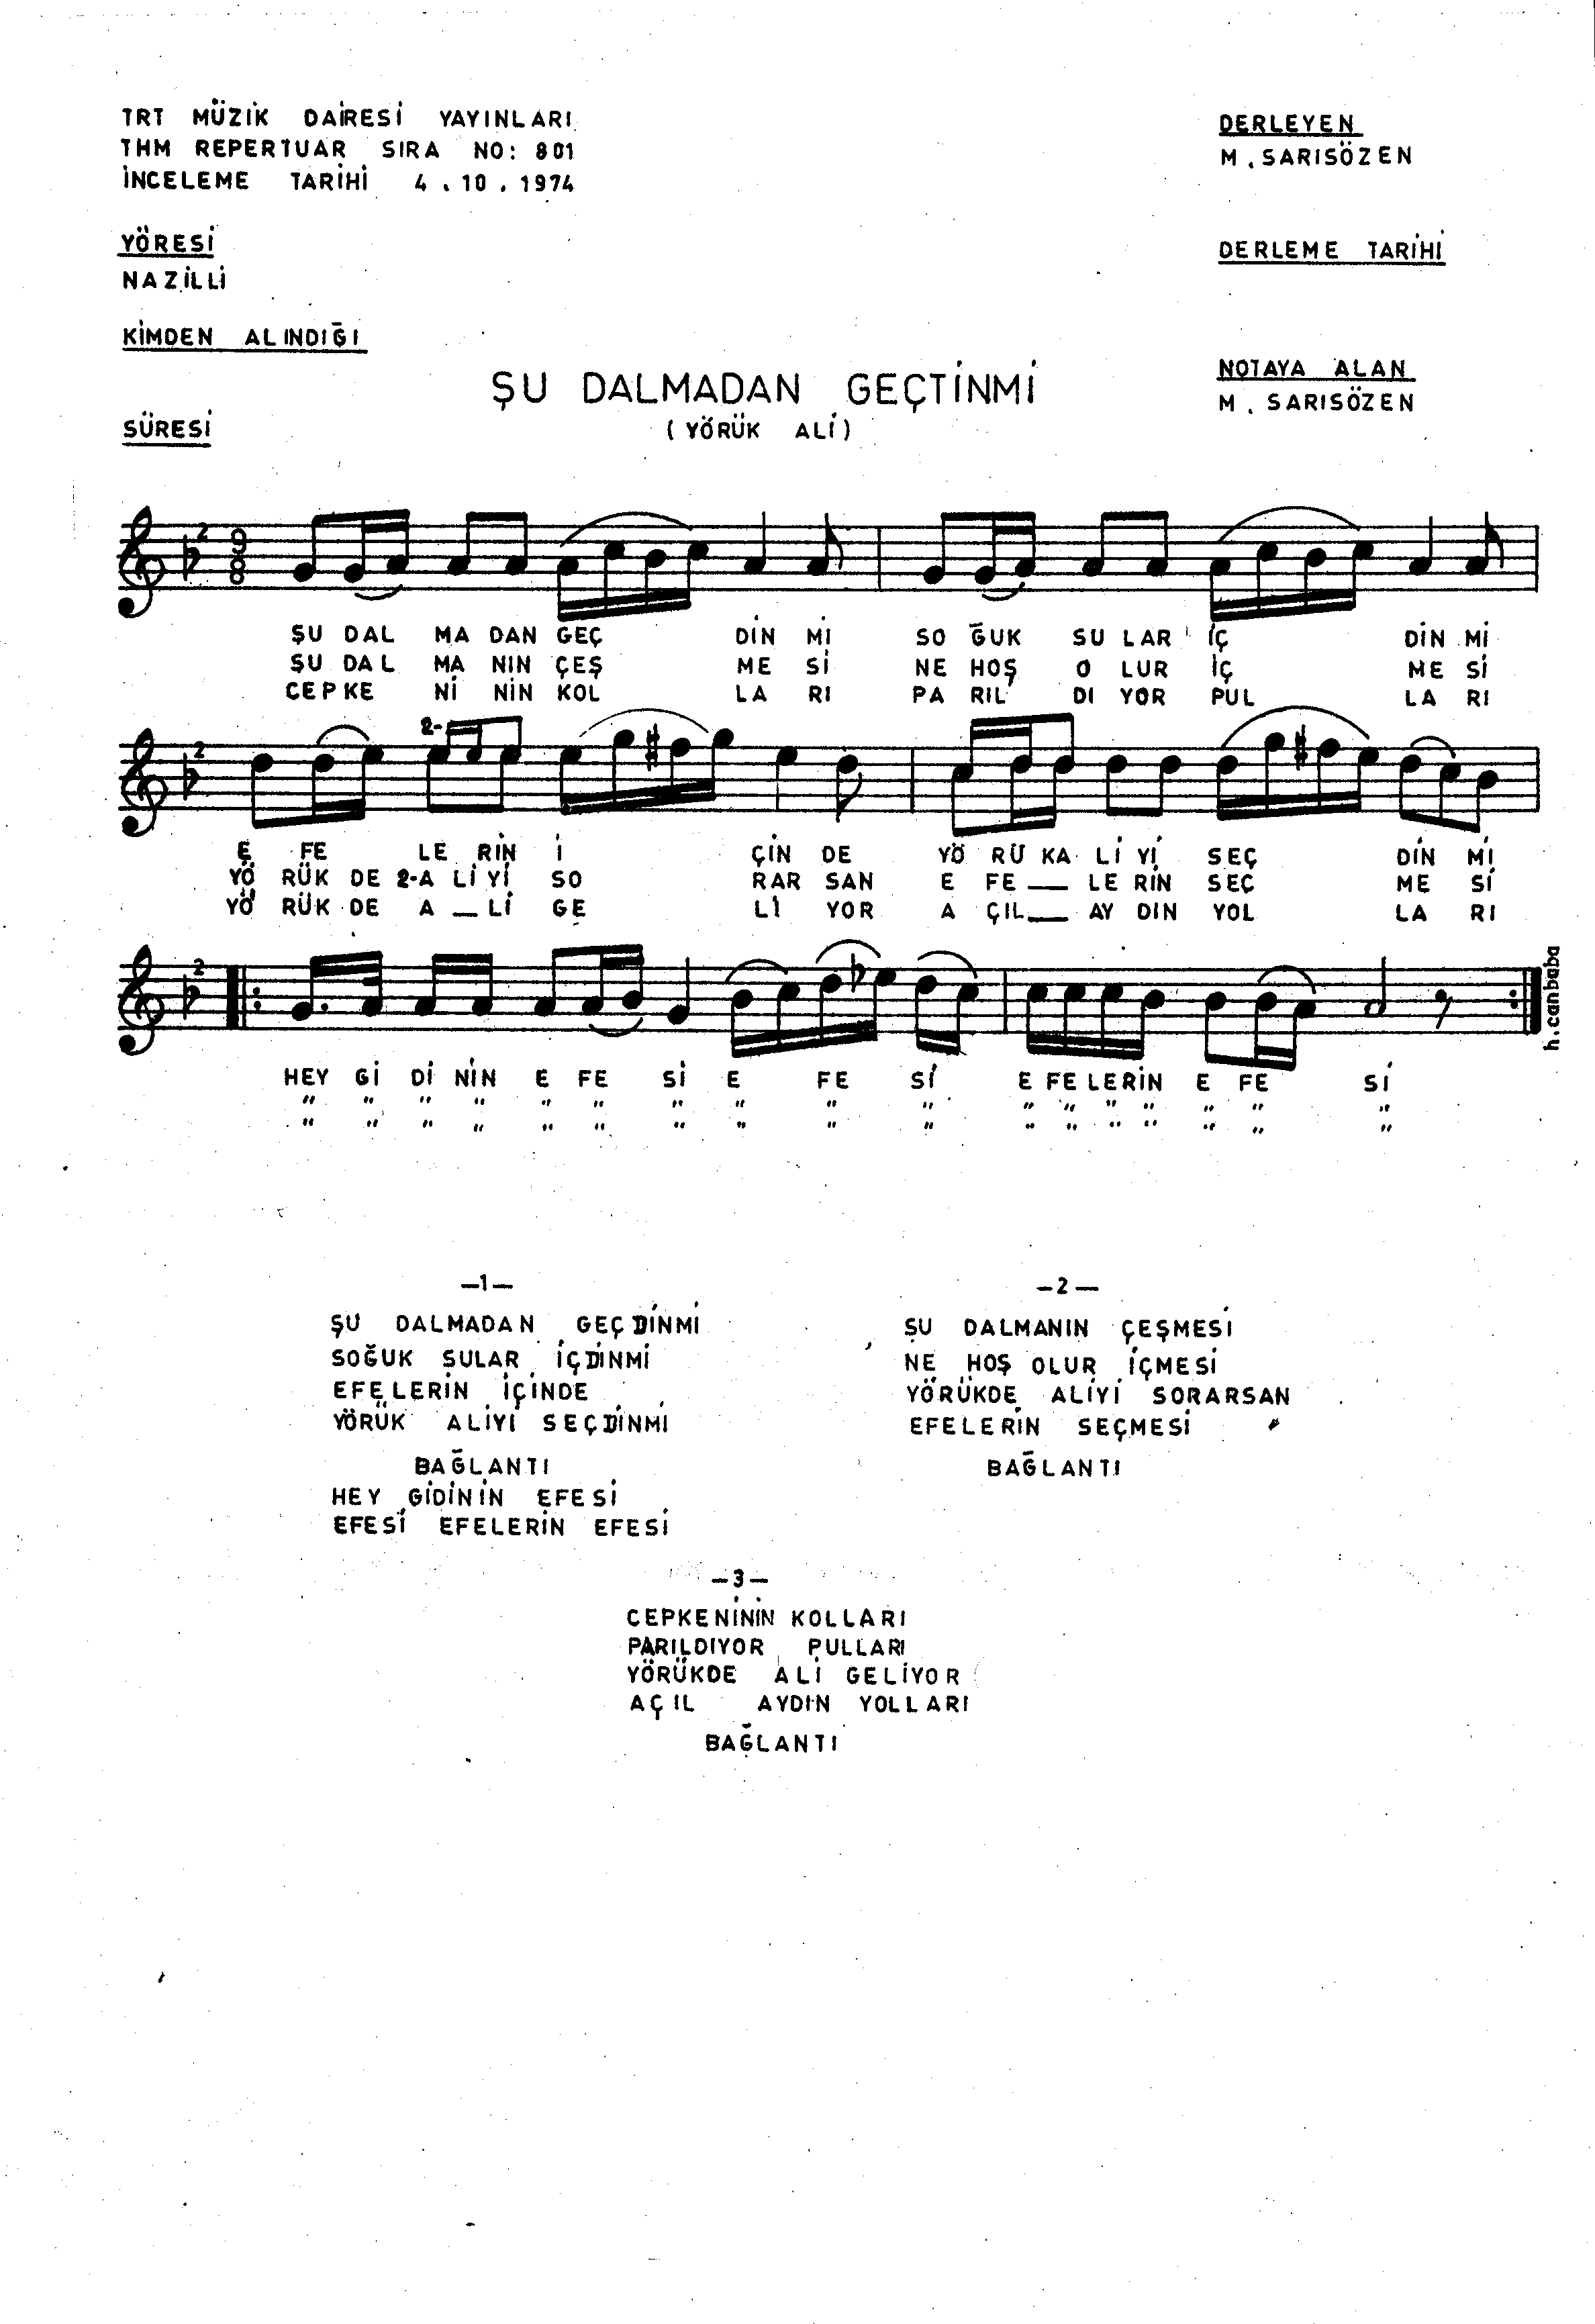 TRT MÜZİK DAİRESİ YAYINLARI
THM REPERTUAR SIRA NO: 801
İNCELEME TARİHİ 4.10.1974
DERLEYEN
M. SARISÖZEN
YÖRESİ
NAZİLLİ
DERLEME TARİHİ
KİMDEN ALINDIĞI
NOTAYA ALAN
M. SARISÖZEN
ŞU DALMADAN GEÇTİNMİ
(YÖRÜK ALİ)
SÜRESİ
2 9 8
ŞU DAL MA DAN GEÇ DİN Mİ SO ĞUK SU LAR İÇ DİN Mİ
ŞU DAL MA NIN ÇEŞ ME Sİ NE HOŞ O LUR İÇ ME Sİ
CEPKE Nİ NİN KOL LA RI PA RIL DI YOR PUL LA RI
2 2-
E FE LE RİN İ ÇİN DE YÖ RÜ KA Lİ Yİ SEÇ DİN Mİ
YÖ RÜK DE 2-A Lİ Yİ SO RAR SAN E FE — LE RİN SEÇ ME Sİ
YÖ RÜK DE A — Lİ GE Lİ YOR A ÇIL — AY DIN YOL LA RI
2
h.canbaba
HEY Gİ Dİ NİN E FE Sİ E FE Sİ E FE LE RİN E FE Sİ
" " " " " " " " " " " " " " " " "
" " " " " " " " " " " " " " " " "
—1—
ŞU DALMADAN GEÇDİNMİ
SOĞUK SULAR İÇDİNMİ
EFELERİN İÇİNDE
YÖRÜK ALİYİ SEÇDİNMİ
BAĞLANTI
HEY GİDİNİN EFESİ
EFESİ EFELERİN EFESİ
—2—
ŞU DALMANIN ÇEŞMESİ
NE HOŞ OLUR İÇMESİ
YÖRÜKDE ALİYİ SORARSAN
EFELERİN SEÇMESİ
BAĞLANTI
—3—
CEPKENİNİN KOLLARI
PARILDIYOR PULLARI
YÖRÜKDE ALİ GELİYOR
AÇIL AYDIN YOLLARI
BAĞLANTI